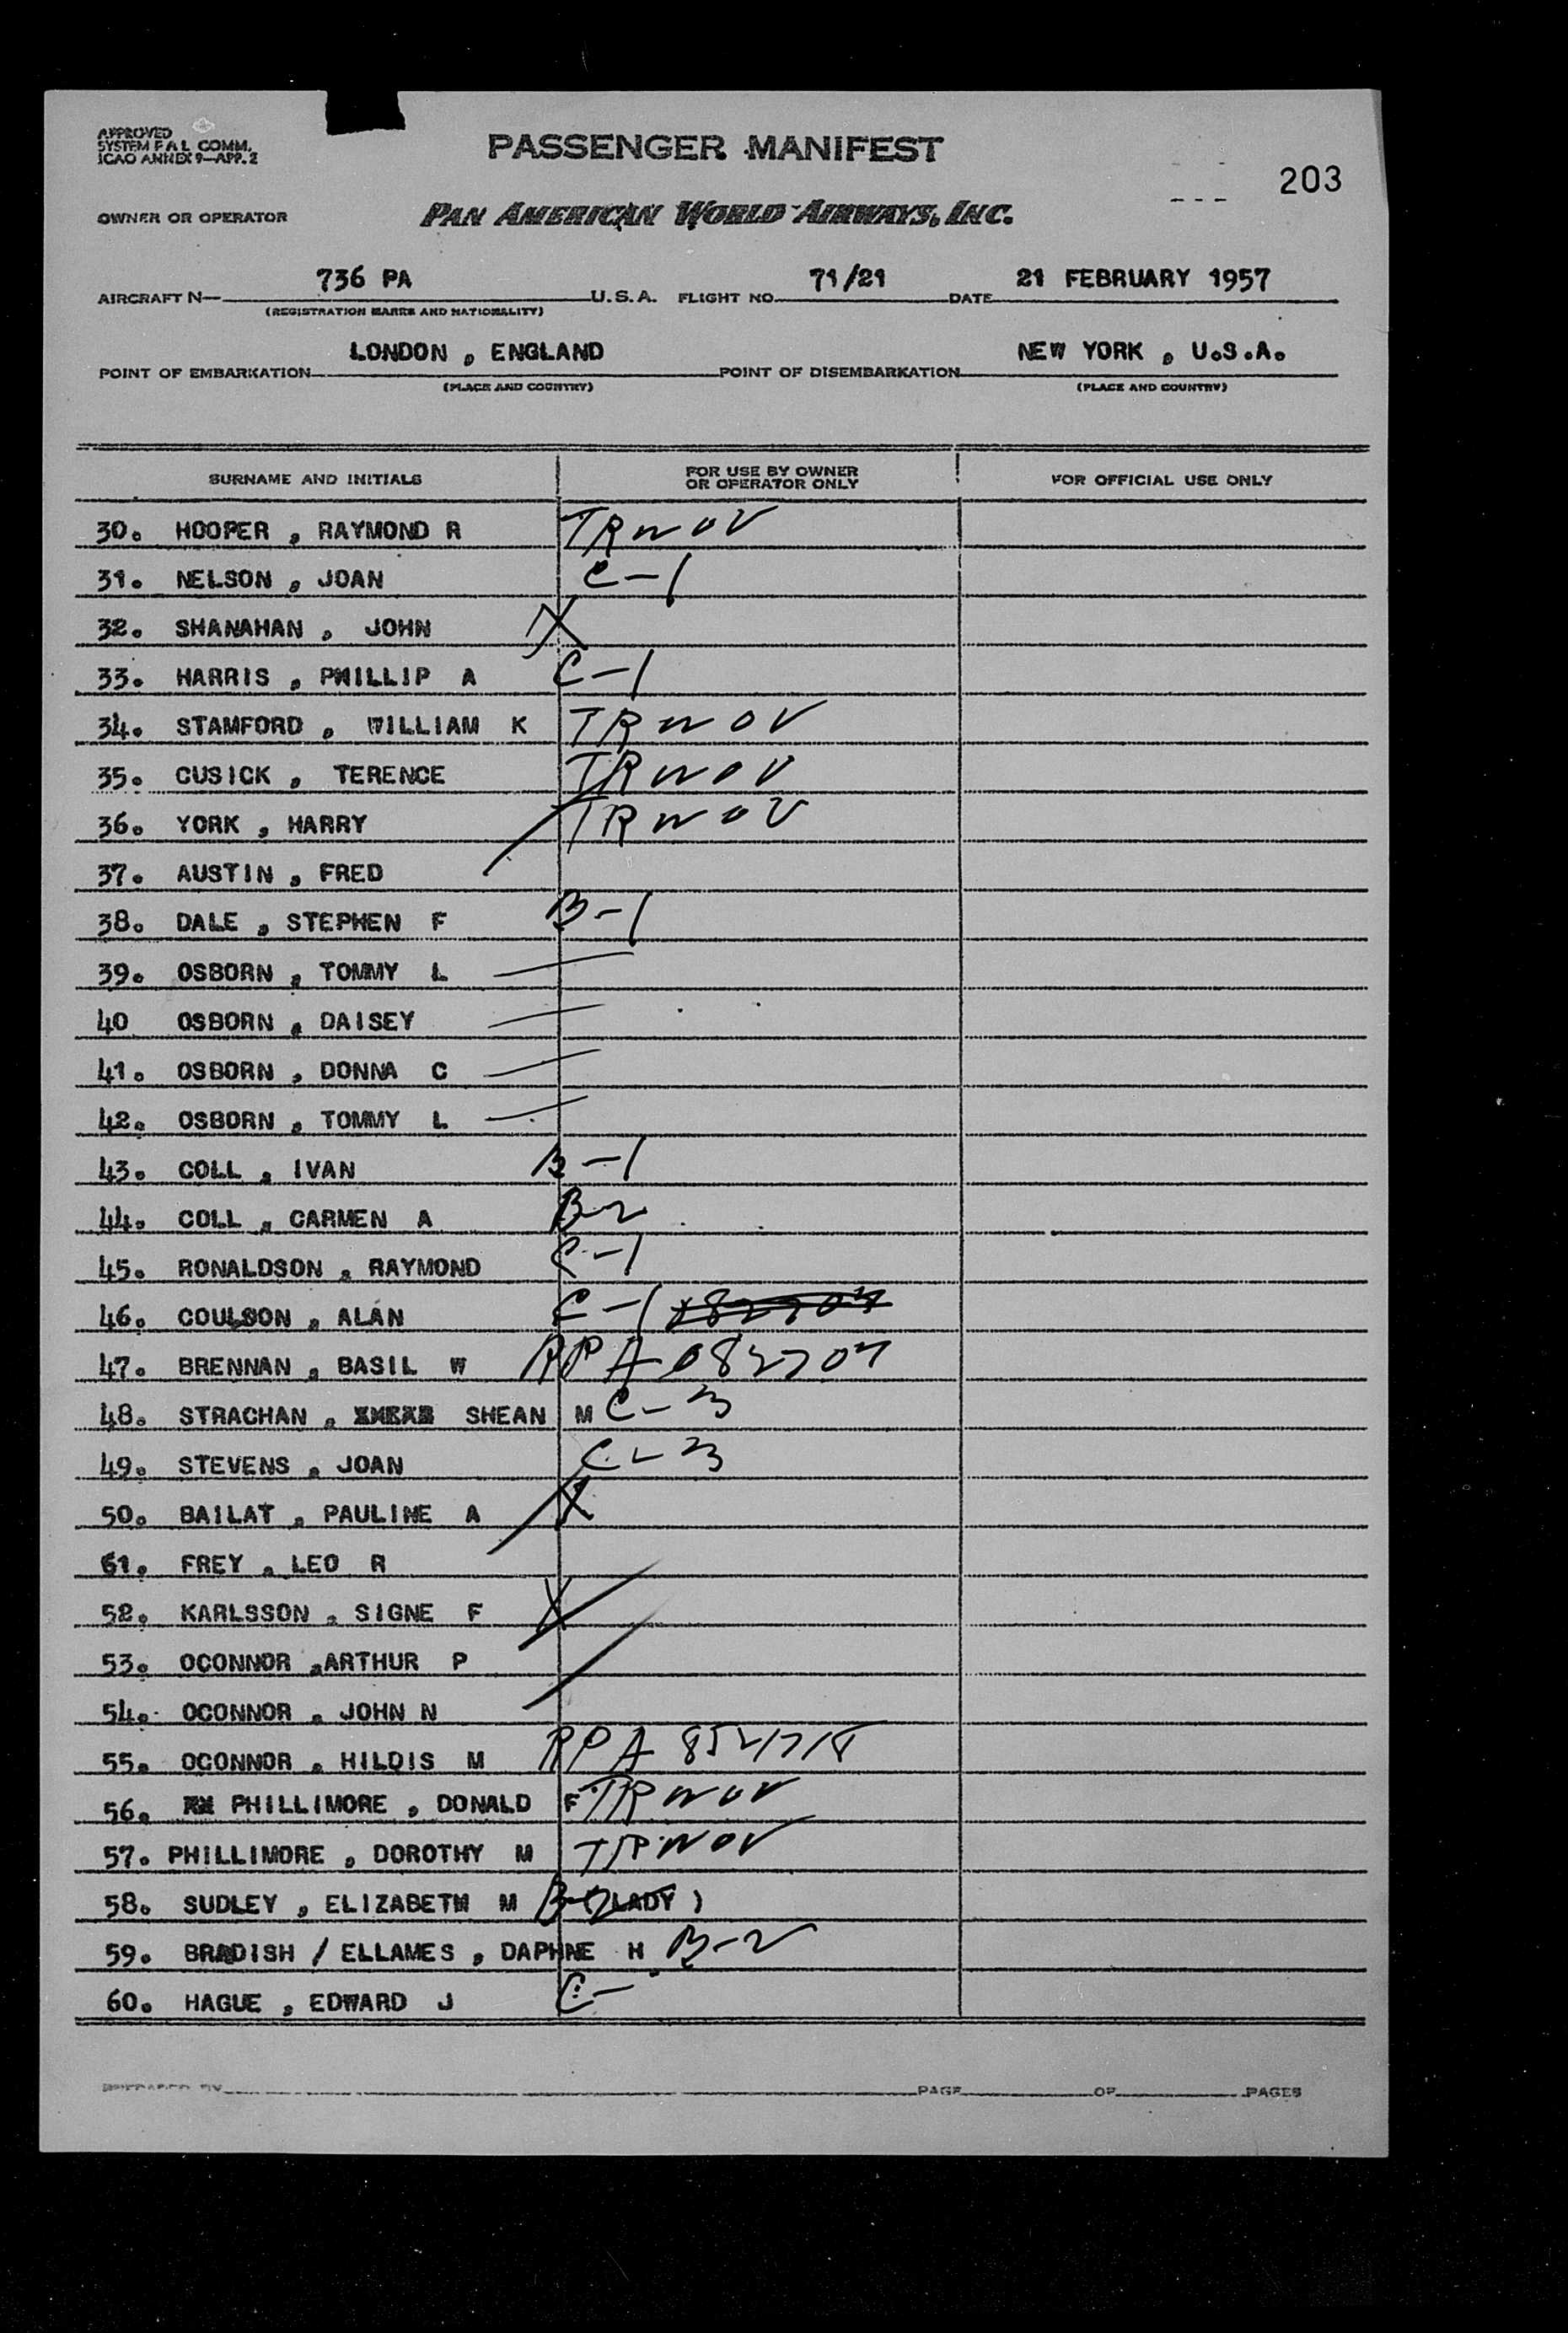 APPROVED
SYSTEM F A L COMM.
ICAO ANNEX 9—APP. 2
PASSENGER MANIFEST
203
OWNER OR OPERATOR
PAN AMERICAN WORLD AIRWAYS, INC.
AIRCRAFT N— 736 PA U.S.A. FLIGHT NO. 71/21 DATE 21 FEBRUARY 1957
(REGISTRATION MARKS AND NATIONALITY)
POINT OF EMBARKATION LONDON , ENGLAND POINT OF DISEMBARKATION NEW YORK , U.S.A.
(PLACE AND COUNTRY) (PLACE AND COUNTRY)
SURNAME AND INITIALS FOR USE BY OWNER OR OPERATOR ONLY FOR OFFICIAL USE ONLY
30. HOOPER , RAYMOND R TRWOV
31. NELSON , JOAN C-1
32. SHANAHAN , JOHN X
33. HARRIS , PHILLIP A C-1
34. STAMFORD , WILLIAM K TRWOV
35. CUSICK , TERENCE TRWOV
36. YORK , HARRY TRWOV
37. AUSTIN , FRED
38. DALE , STEPHEN F B-1
39. OSBORN , TOMMY L
40 OSBORN , DAISEY
41. OSBORN , DONNA C
42. OSBORN , TOMMY L
43. COLL , IVAN B-1
44. COLL , CARMEN A B-2
45. RONALDSON , RAYMOND C-1
46. COULSON , ALAN C-1
47. BRENNAN , BASIL W RPA 082707
48. STRACHAN , SHEAN M C-3
49. STEVENS , JOAN C-3
50. BAILAT , PAULINE A X
51. FREY , LEO R
52. KARLSSON , SIGNE F X
53. OCONNOR ,ARTHUR P
54. OCONNOR , JOHN N
55. OCONNOR , HILDIS M RPA
56. PHILLIMORE , DONALD F TRWOV
57. PHILLIMORE , DOROTHY M TRWOV
58. SUDLEY , ELIZABETH M B-2 (LADY )
59. BRADISH / ELLAMES , DAPHNE H B-2
60. HAGUE , EDWARD J C-
PREPARED BY PAGE OF PAGES